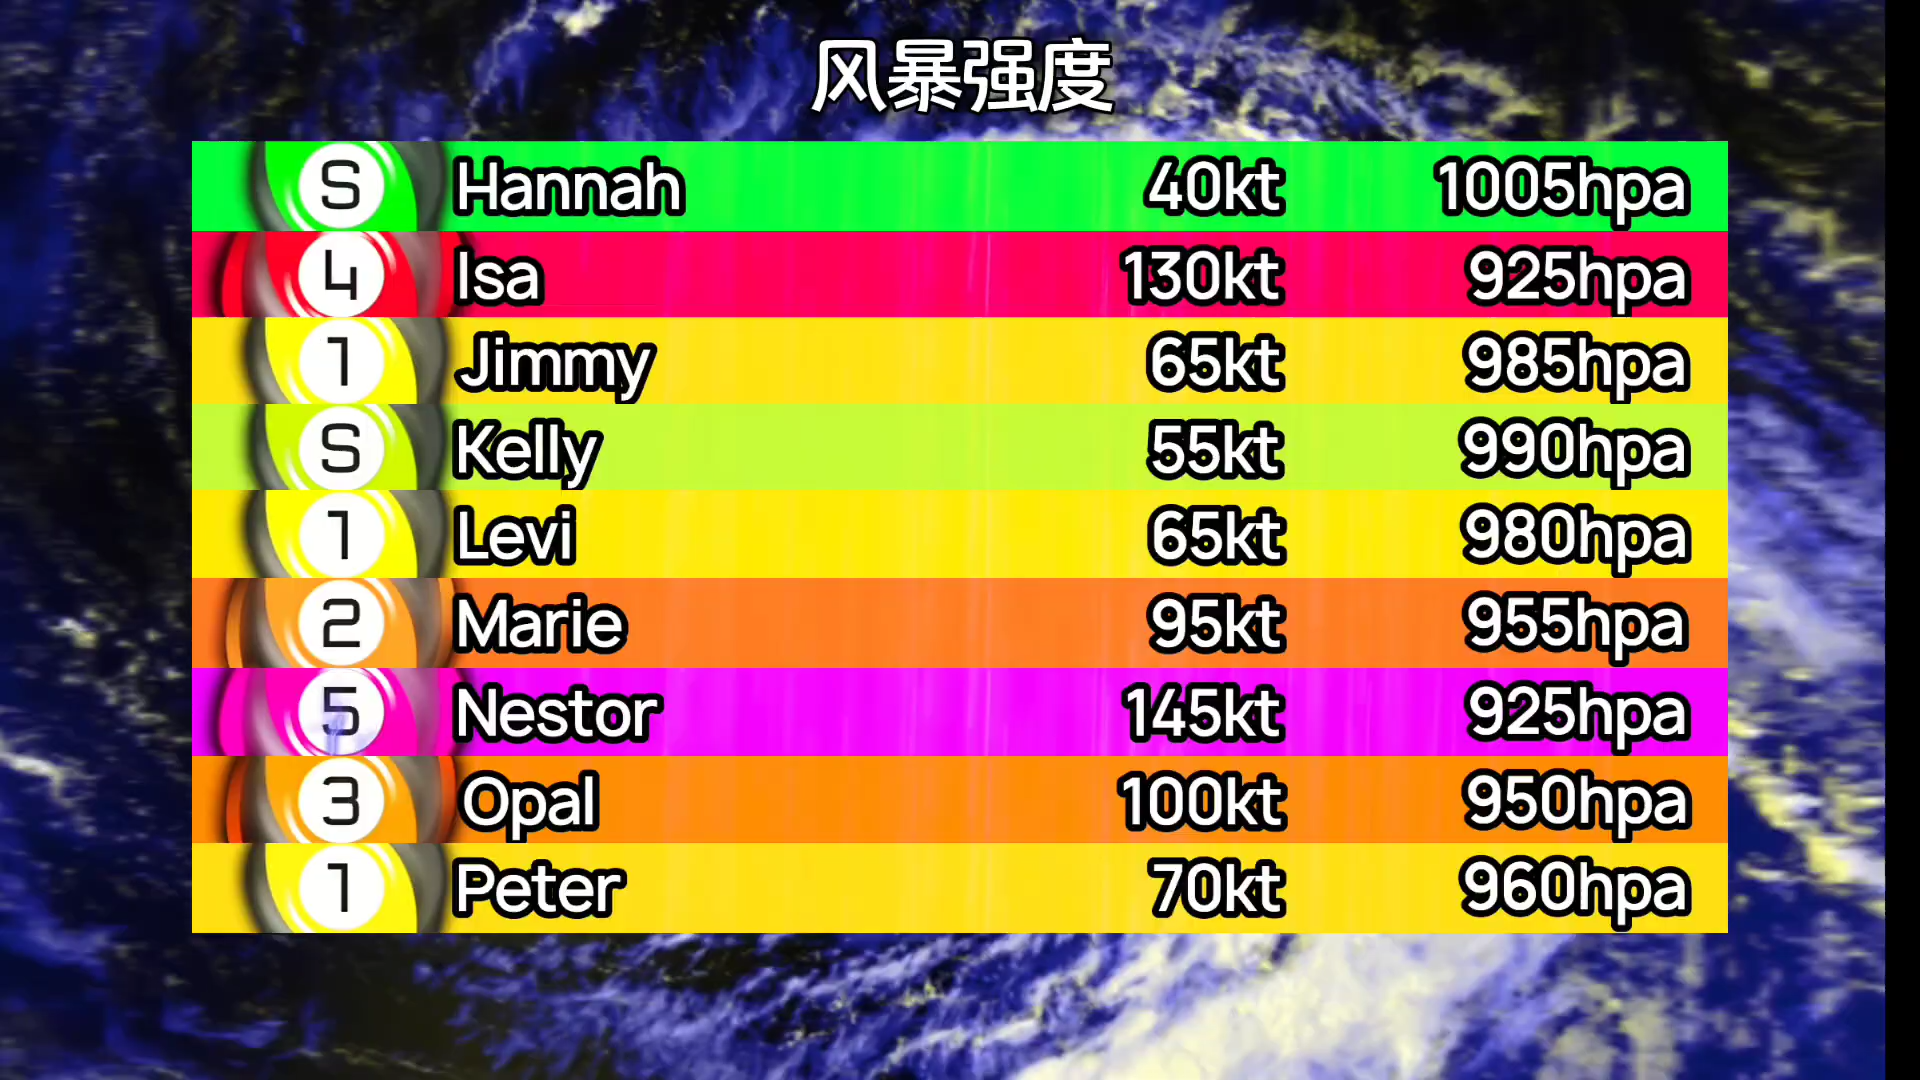 风暴强度
S Hannah 40kt 1005hpa
4 Isa 130kt 925hpa
1 Jimmy 65kt 985hpa
S Kelly 55kt 990hpa
1 Levi 65kt 980hpa
2 Marie 95kt 955hpa
5 Nestor 145kt 925hpa
3 Opal 100kt 950hpa
1 Peter 70kt 960hpa